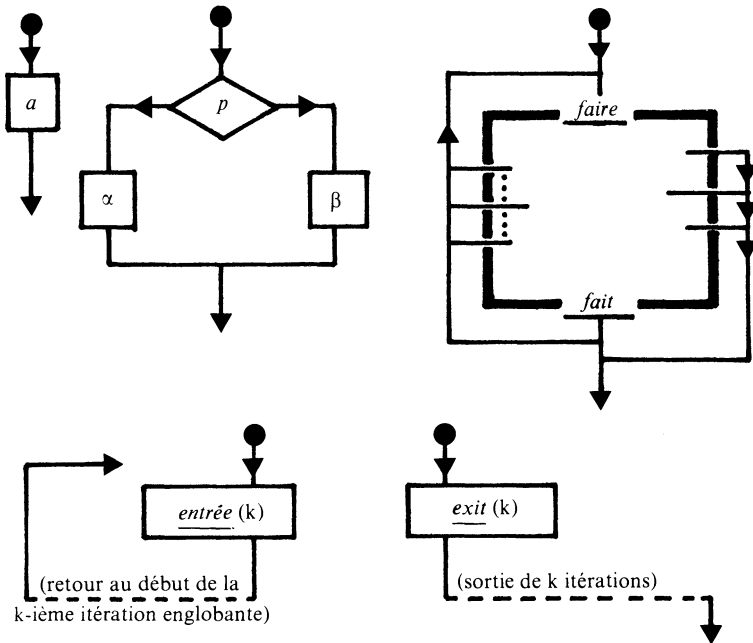 a
p
α
β
faire
fait
entrée (k)
(retour au début de la
k-ième itération englobante)
exit (k)
(sortie de k itérations)